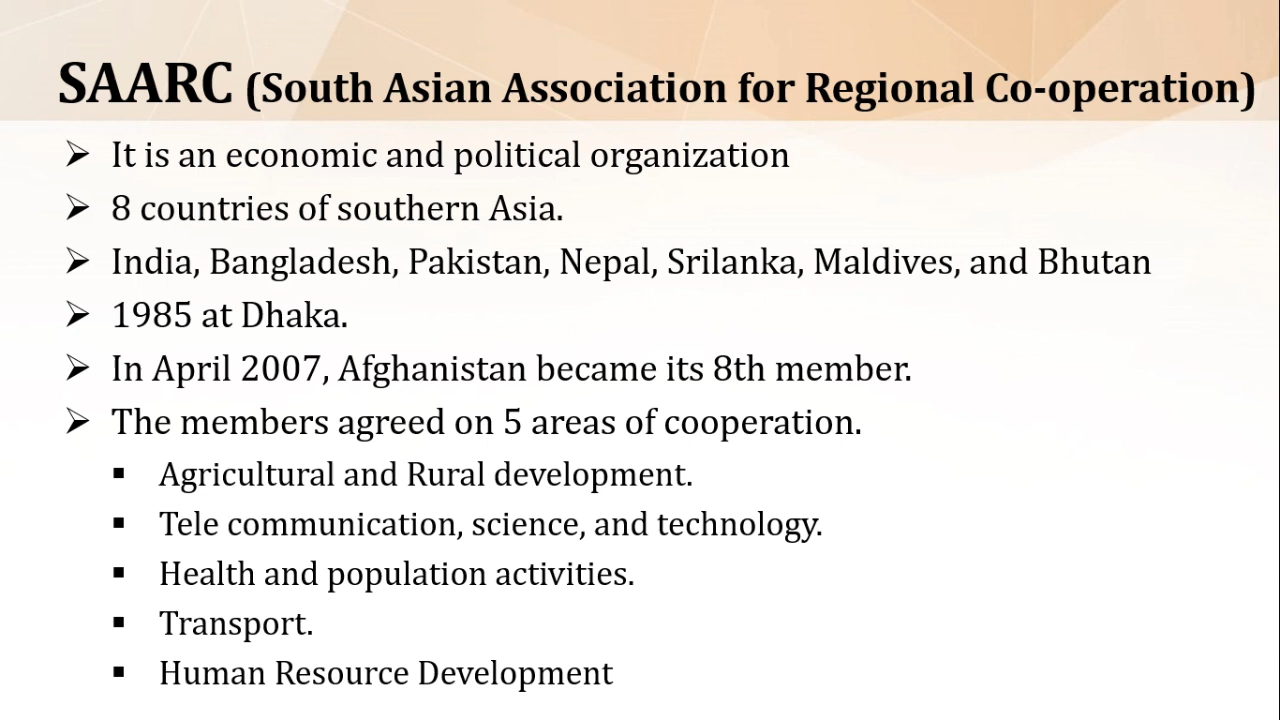 SAARC (South Asian Association for Regional Co-operation)
It is an economic and political organization
8 countries of southern Asia.
India, Bangladesh, Pakistan, Nepal, Srilanka, Maldives, and Bhutan
1985 at Dhaka.
In April 2007, Afghanistan became its 8th member.
The members agreed on 5 areas of cooperation.
Agricultural and Rural development.
Tele communication, science, and technology.
Health and population activities.
Transport.
Human Resource Development